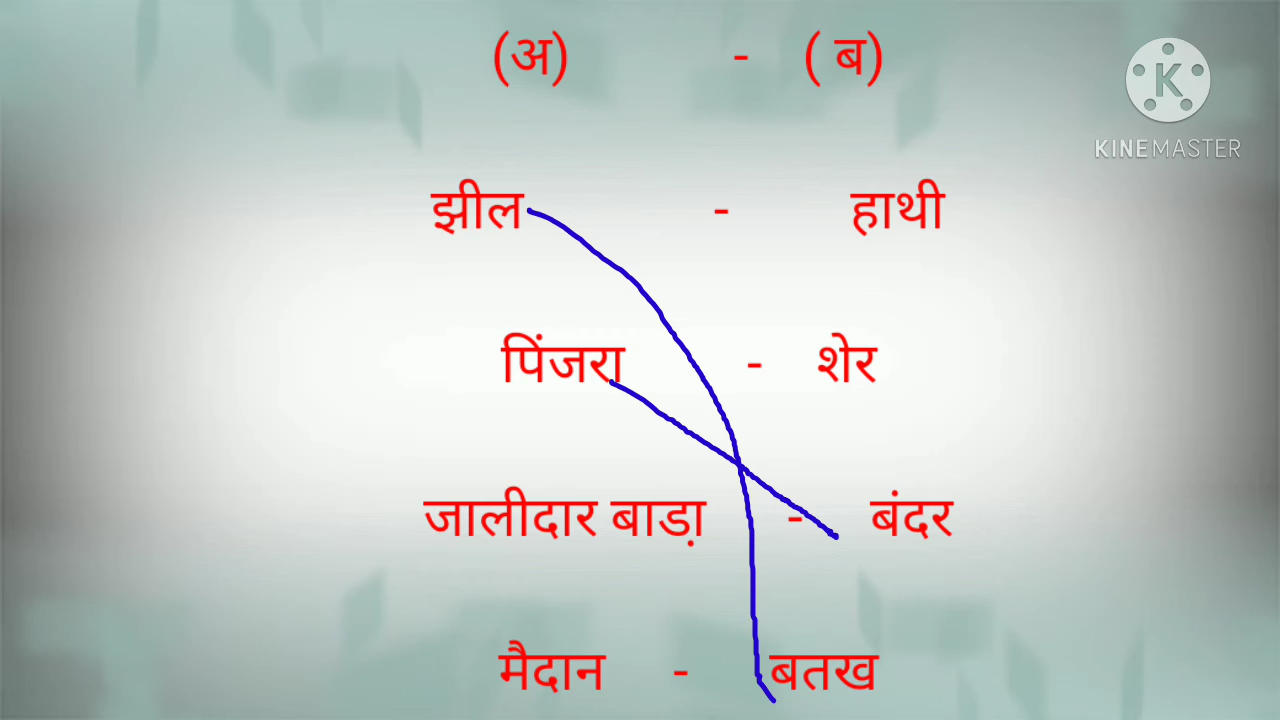 (अ) - ( ब)
KINEMASTER
झील - हाथी
पिंजरा - शेर
जालीदार बाडा़ - बंदर
मैदान - बतख